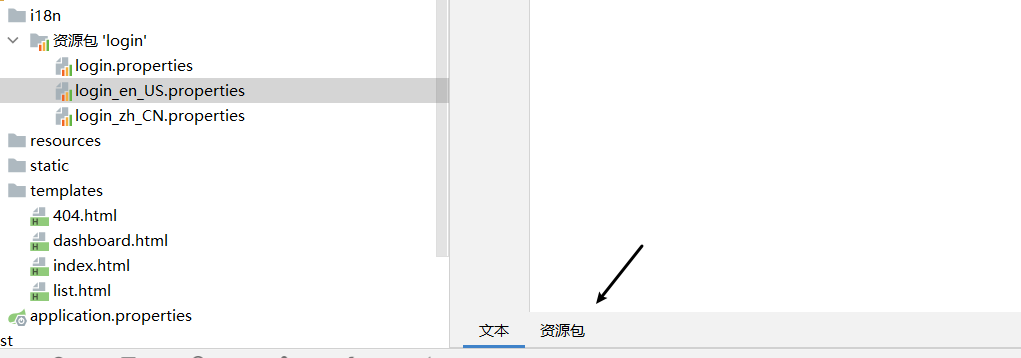 i18n
资源包 'login'
login.properties
login_en_US.properties
login_zh_CN.properties
resources
static
templates
404.html
dashboard.html
index.html
list.html
application.properties
st
文本 资源包